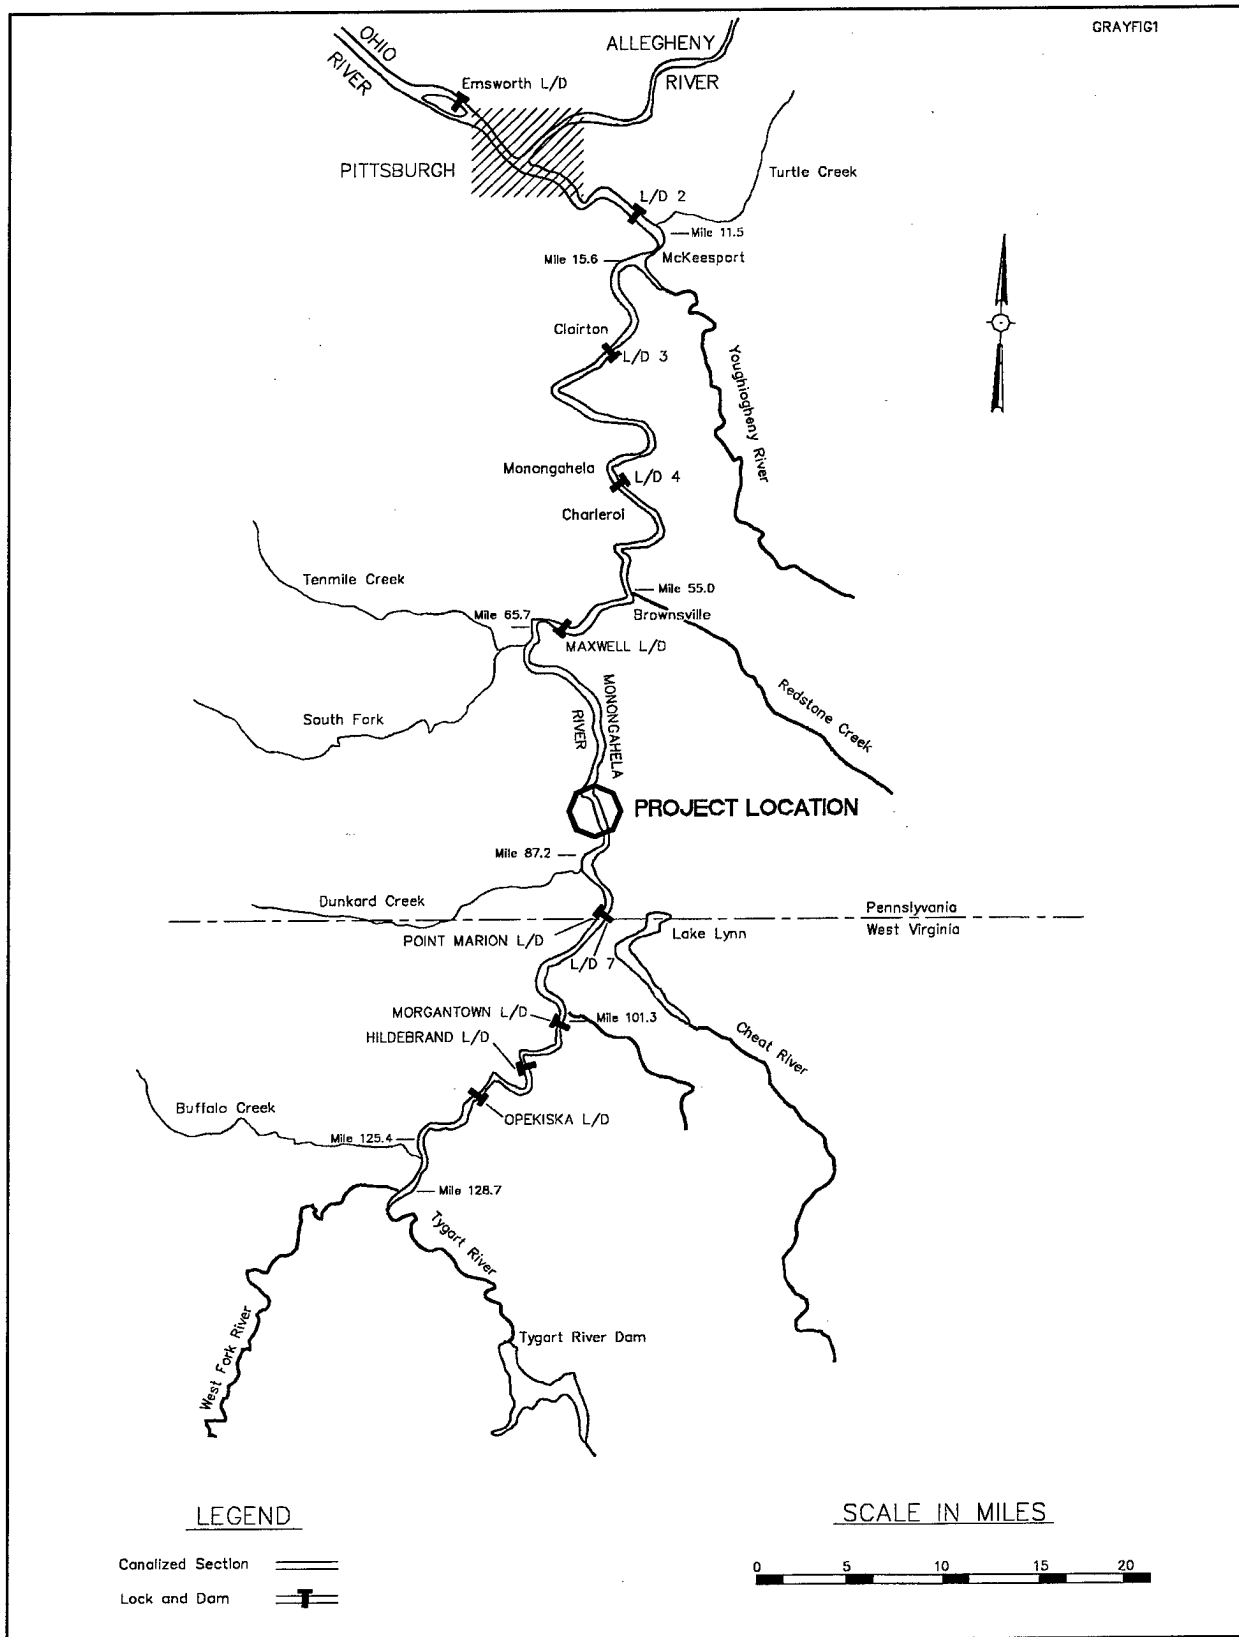 GRAYFIG1
OHIO
RIVER
ALLEGHENY
RIVER
Emsworth L/D
PITTSBURGH
Turtle Creek
L/D 2
Mile 11.5
Mile 15.6
McKeesport
Clairton
L/D 3
Youghiogheny River
Monongahela
L/D 4
Charleroi
Tenmile Creek
Mile 55.0
Mile 65.7
Brownsville
MAXWELL L/D
MONONGAHELA
RIVER
Redstone Creek
South Fork
PROJECT LOCATION
Mile 87.2
Dunkard Creek
Pennslyvania
West Virginia
Lake Lynn
POINT MARION L/D
L/D 7
MORGANTOWN L/D
Mile 101.3
HILDEBRAND L/D
Cheat River
Buffalo Creek
OPEKISKA L/D
Mile 125.4
Mile 128.7
Tygart River
West Fork River
Tygart River Dam
LEGEND
Canalized Section
Lock and Dam
SCALE IN MILES
0 5 10 15 20